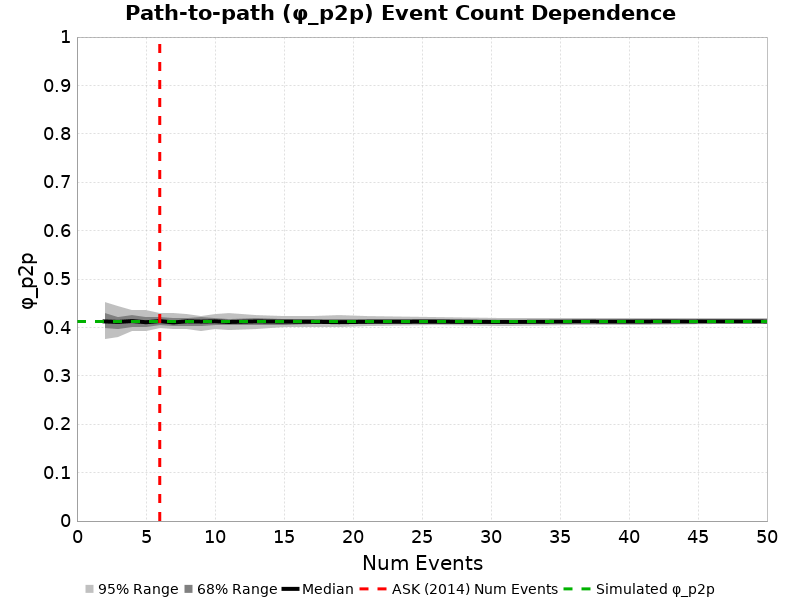 Path-to-path (φ_p2p) Event Count Dependence
1
0.9
0.8
0.7
0.6
0.5
0.4
0.3
0.2
0.1
0
φ_p2p
0 5 10 15 20 25 30 35 40 45 50
Num Events
95% Range 68% Range Median ASK (2014) Num Events Simulated φ_p2p